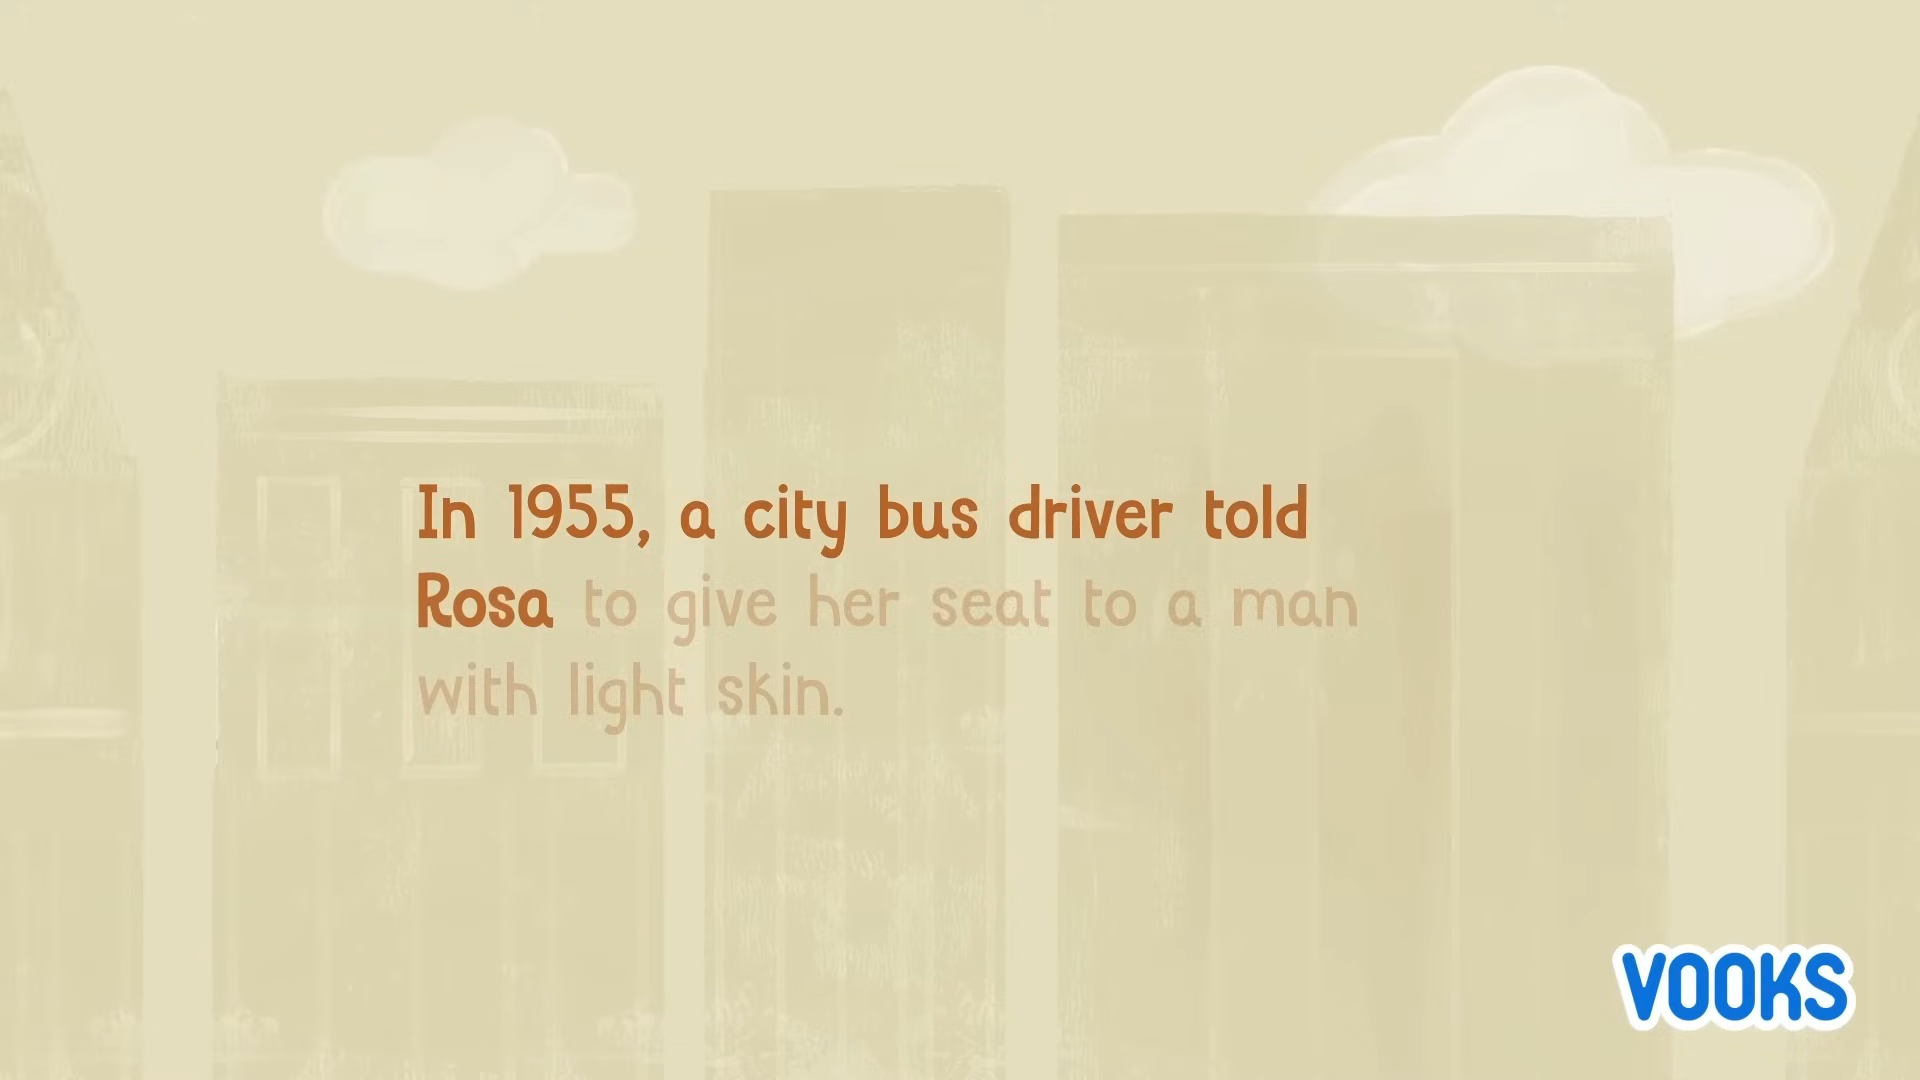 In 1955, a city bus driver told
Rosa to give her seat to a man
with light skin.
VOOKS